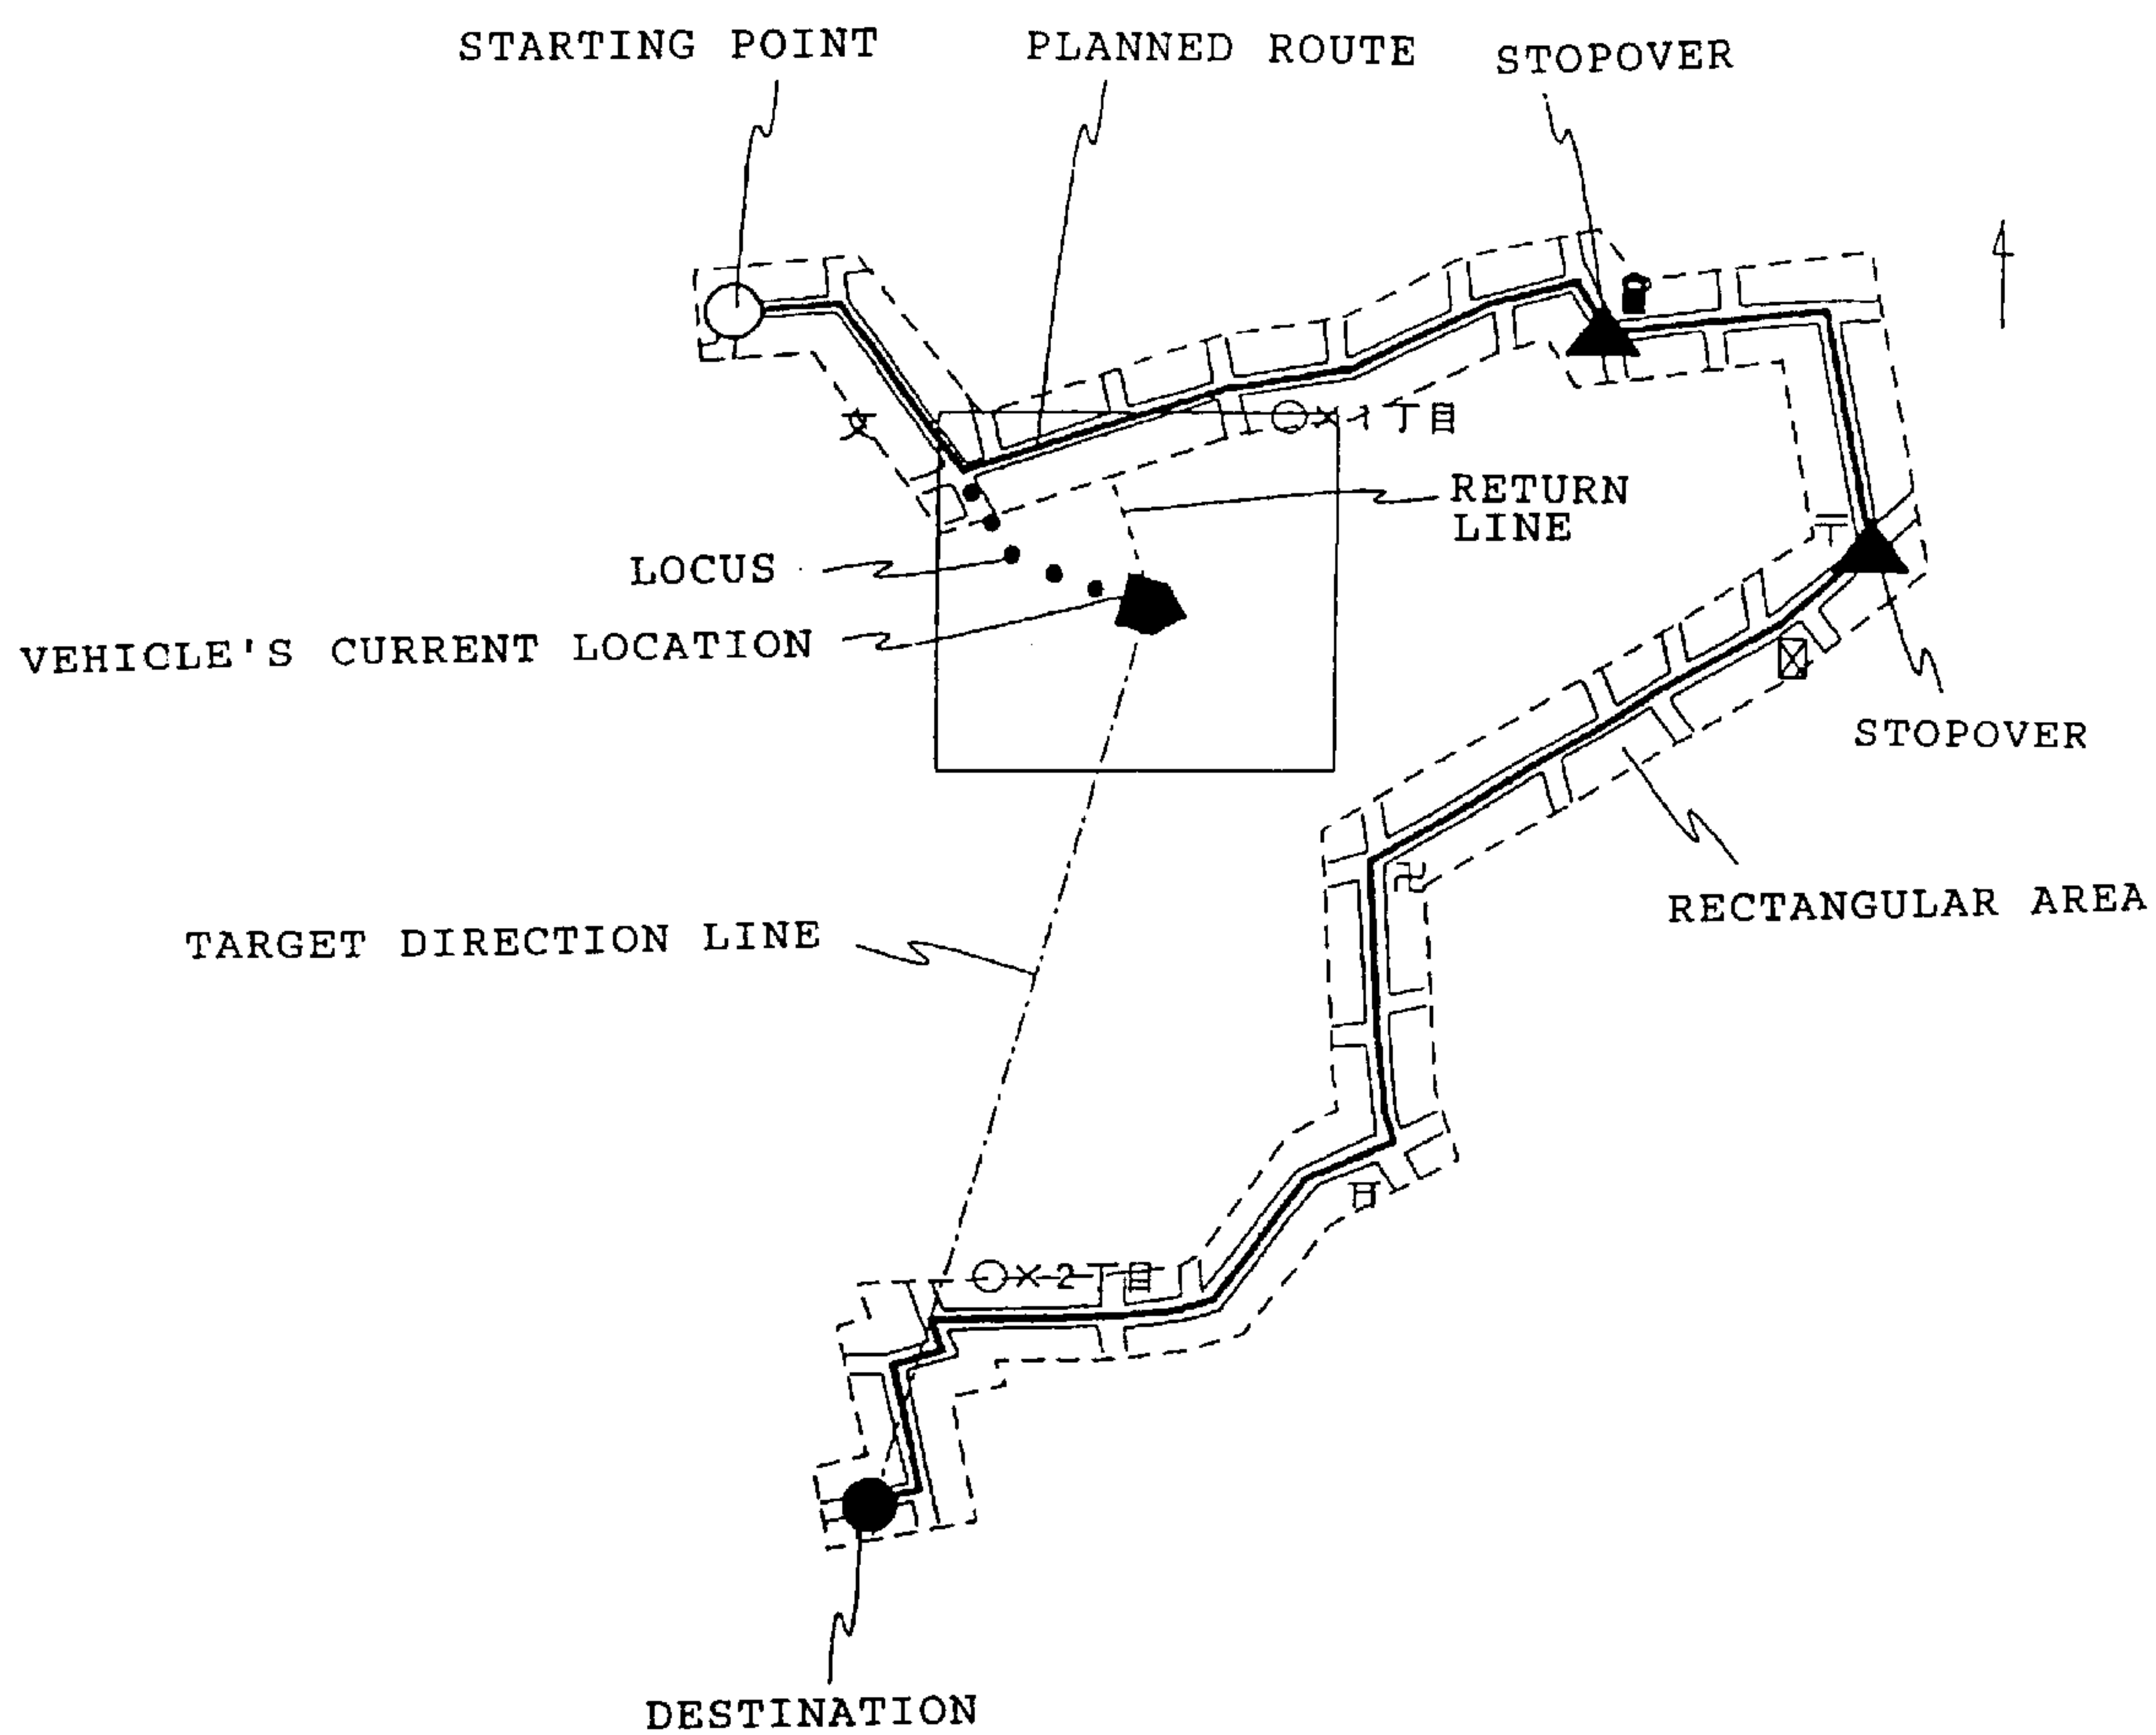 STARTING POINT
PLANNED ROUTE
STOPOVER
○×1丁目
RETURN
LINE
LOCUS
VEHICLE'S CURRENT LOCATION
STOPOVER
RECTANGULAR AREA
TARGET DIRECTION LINE
○×2丁目
DESTINATION